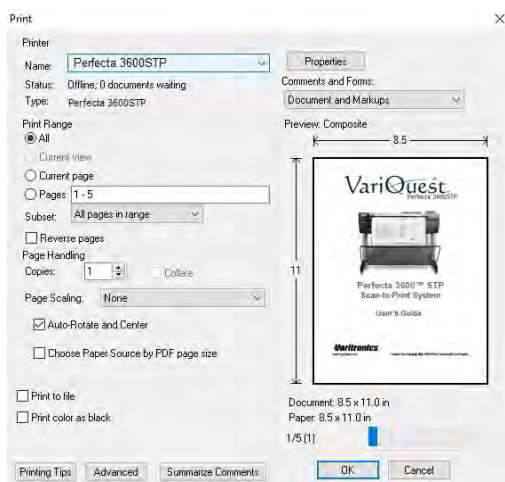 Print
Printer
Name: Perfecta 3600STP
Properties
Status: Offline; 0 documents waiting
Type: Perfecta 3600STP
Comments and Forms:
Document and Markups
Print Range
All
Current view
Current page
Pages 1 - 5
Subset: All pages in range
Reverse pages
Page Handling
Copies: 1 Collate
Page Scaling: None
Auto-Rotate and Center
Choose Paper Source by PDF page size
Print to file
Print color as black
Preview: Composite
8.5
11
VariQuest
Perfecta 3600STP
Perfecta 3600™ STP
Scan-to-Print System
User's Guide
Varitronics
Document: 8.5 x 11.0 in
Paper: 8.5 x 11.0 in
1/5 (1)
Printing Tips Advanced Summarize Comments OK Cancel